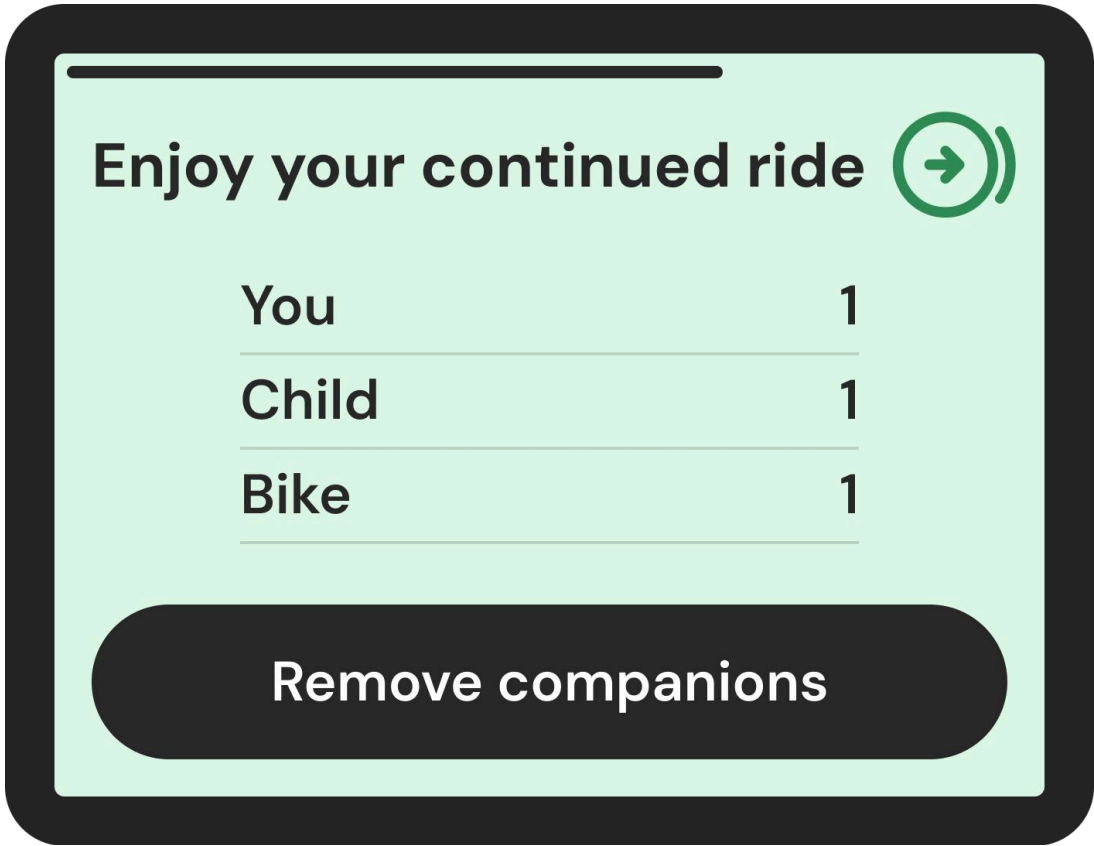 Enjoy your continued ride
You 1
Child 1
Bike 1
Remove companions